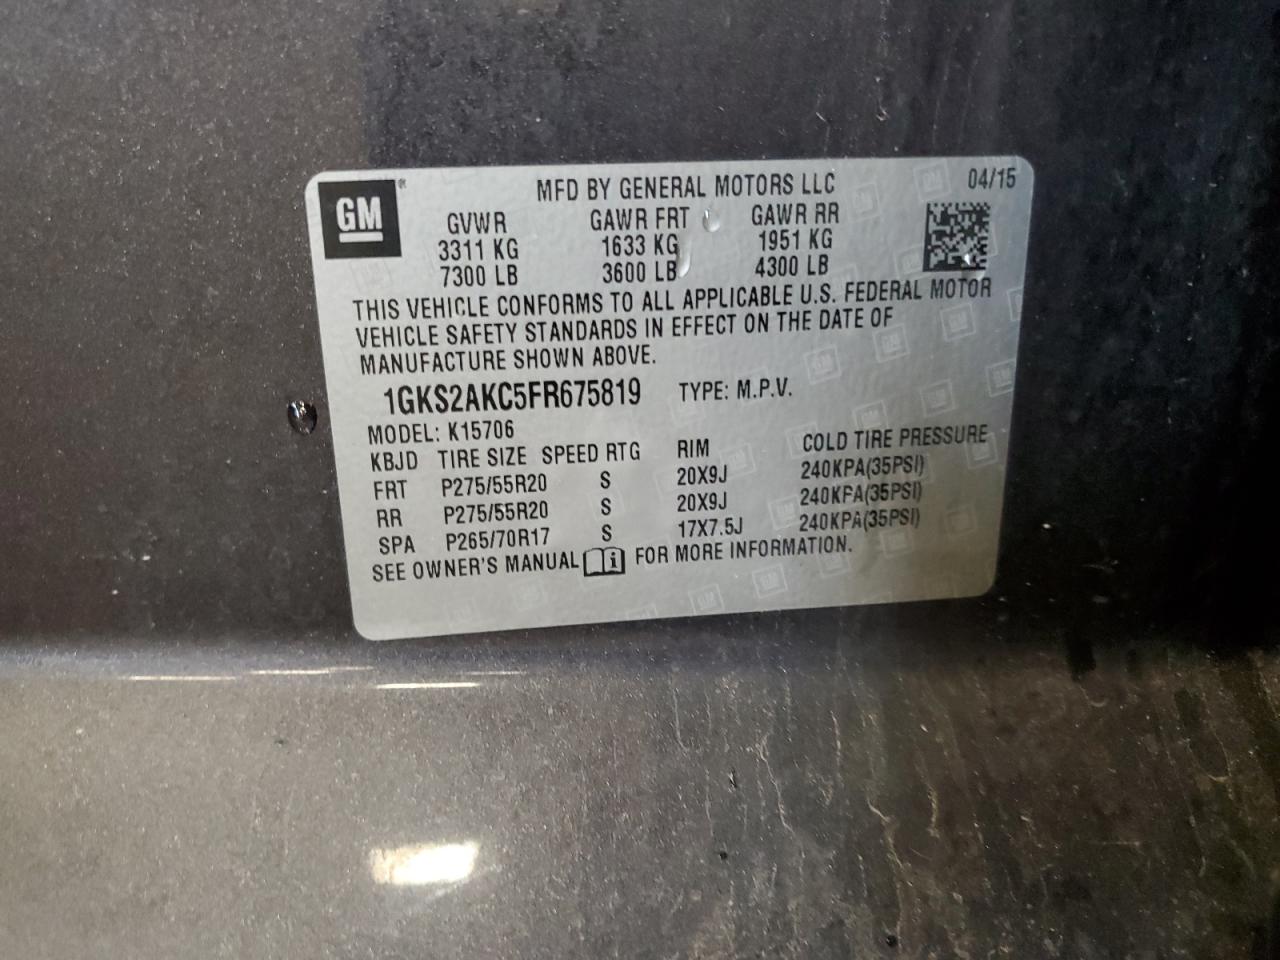 GM ®
MFD BY GENERAL MOTORS LLC 04/15
GVWR GAWR FRT GAWR RR
3311 KG 1633 KG 1951 KG
7300 LB 3600 LB 4300 LB
THIS VEHICLE CONFORMS TO ALL APPLICABLE U.S. FEDERAL MOTOR
VEHICLE SAFETY STANDARDS IN EFFECT ON THE DATE OF
MANUFACTURE SHOWN ABOVE.
1GKS2AKC5FR675819 TYPE: M.P.V.
MODEL: K15706
KBJD TIRE SIZE SPEED RTG RIM COLD TIRE PRESSURE
FRT P275/55R20 S 20X9J 240KPA(35PSI)
RR P275/55R20 S 20X9J 240KPA(35PSI)
SPA P265/70R17 S 17X7.5J 240KPA(35PSI)
SEE OWNER'S MANUAL i FOR MORE INFORMATION.